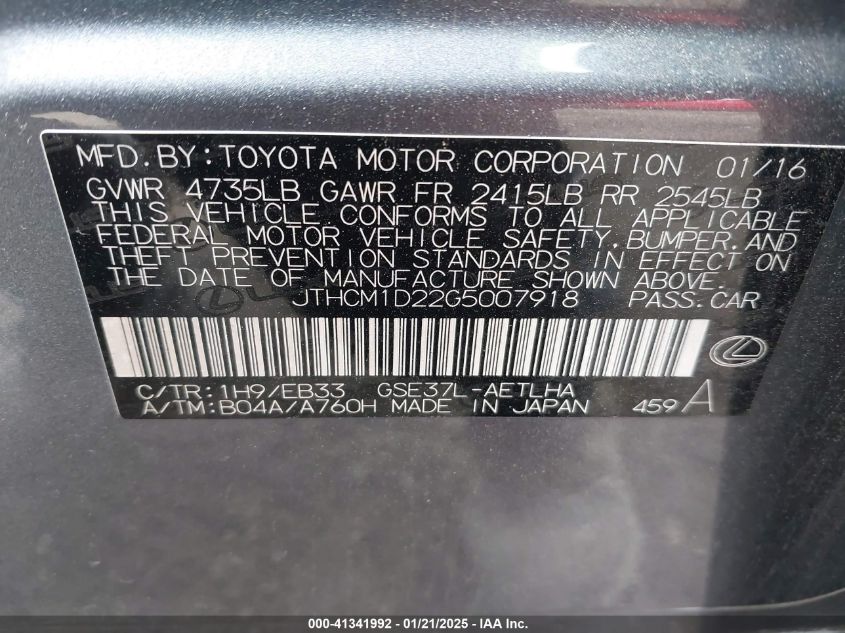 MFD. BY: TOYOTA MOTOR CORPORATION 01/16
GVWR 4735LB GAWR FR 2415LB RR 2545LB
THIS VEHICLE CONFORMS TO ALL APPLICABLE
FEDERAL MOTOR VEHICLE SAFETY, BUMPER, AND
THEFT PREVENTION STANDARDS IN EFFECT ON
THE DATE OF MANUFACTURE SHOWN ABOVE.
JTHCM1D22G5007918 PASS. CAR
C/TR: 1H9/EB33 GSE37L-AETLHA
A/TM: B04A/A760H MADE IN JAPAN 459 A
000-41341992 - 01/21/2025 - IAA Inc.